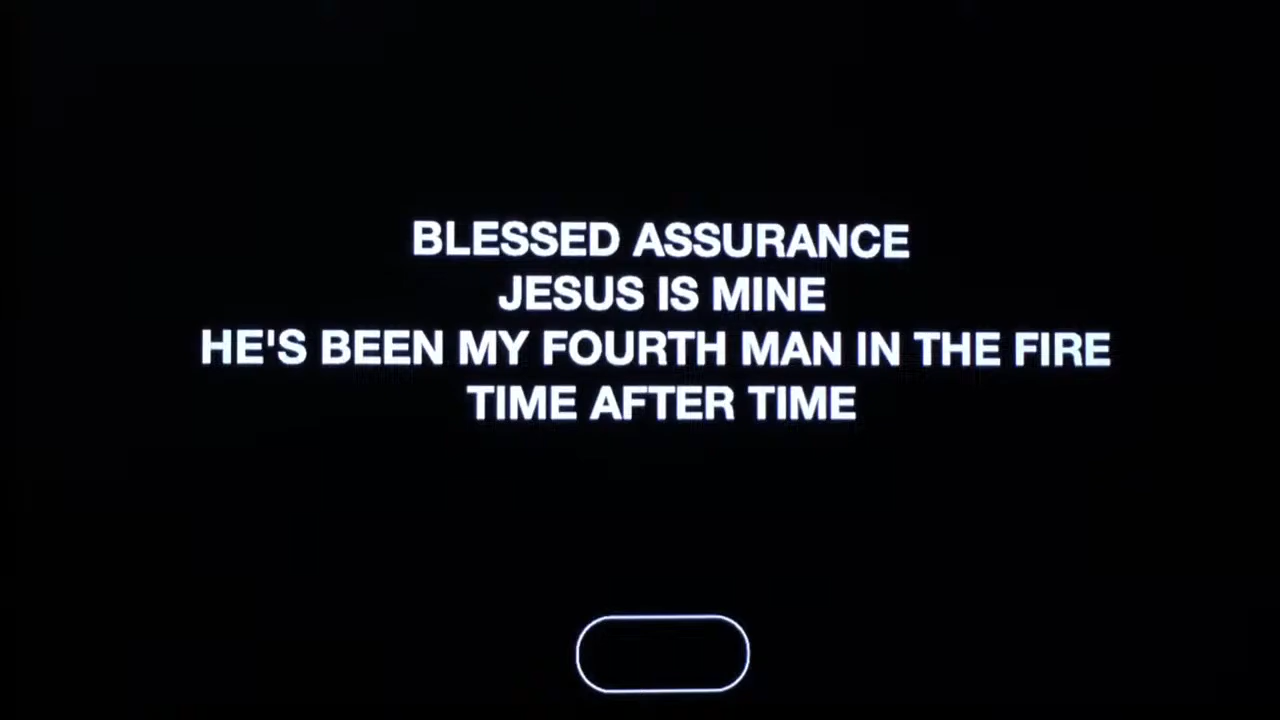 BLESSED ASSURANCE
JESUS IS MINE
HE'S BEEN MY FOURTH MAN IN THE FIRE
TIME AFTER TIME